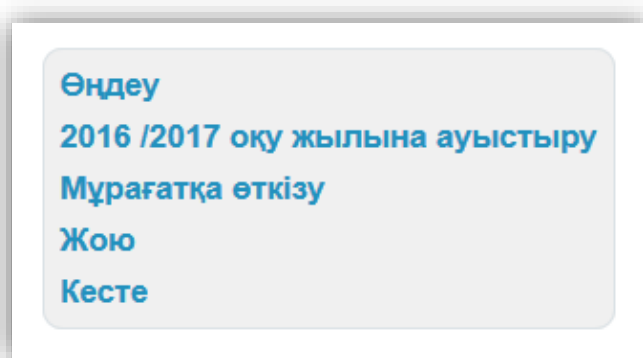 Өңдеу
2016 /2017 оқу жылына ауыстыру
Мұрағатқа өткізу
Жою
Кесте